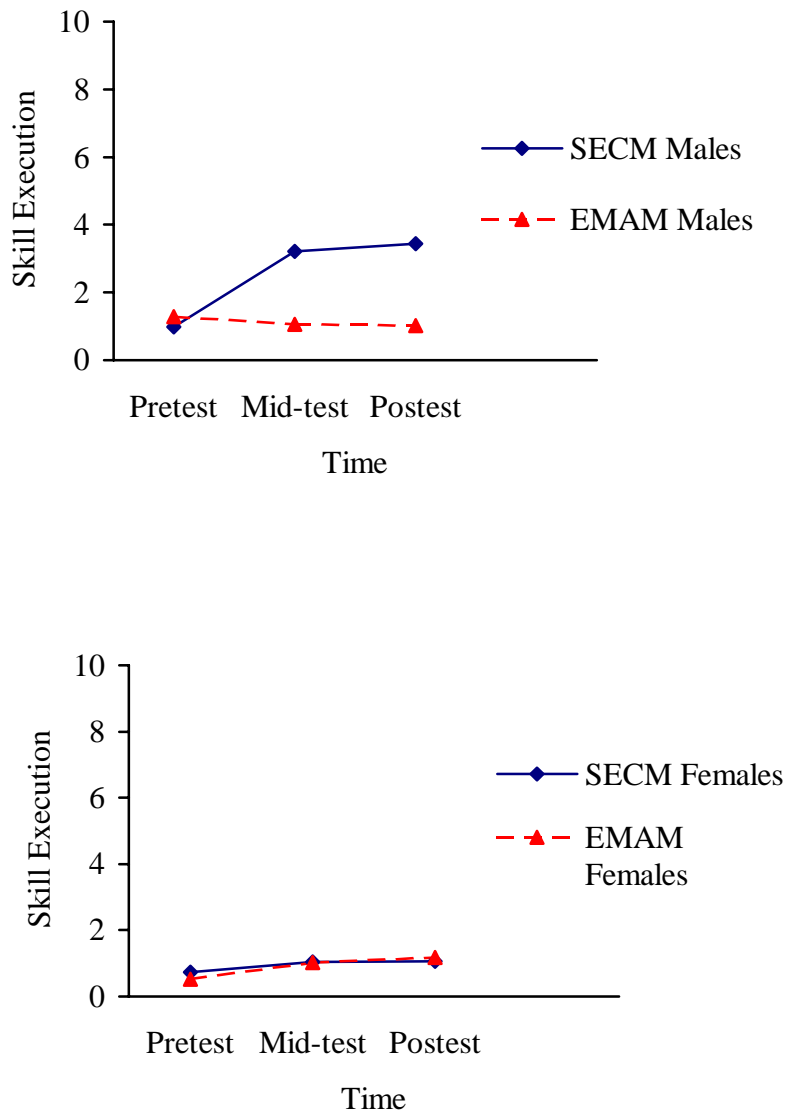 10
8
6
4
2
0
Skill Execution
SECM Males
EMAM Males
Pretest Mid-test Postest
Time
10
8
6
4
2
0
Skill Execution
SECM Females
EMAM
Females
Pretest Mid-test Postest
Time